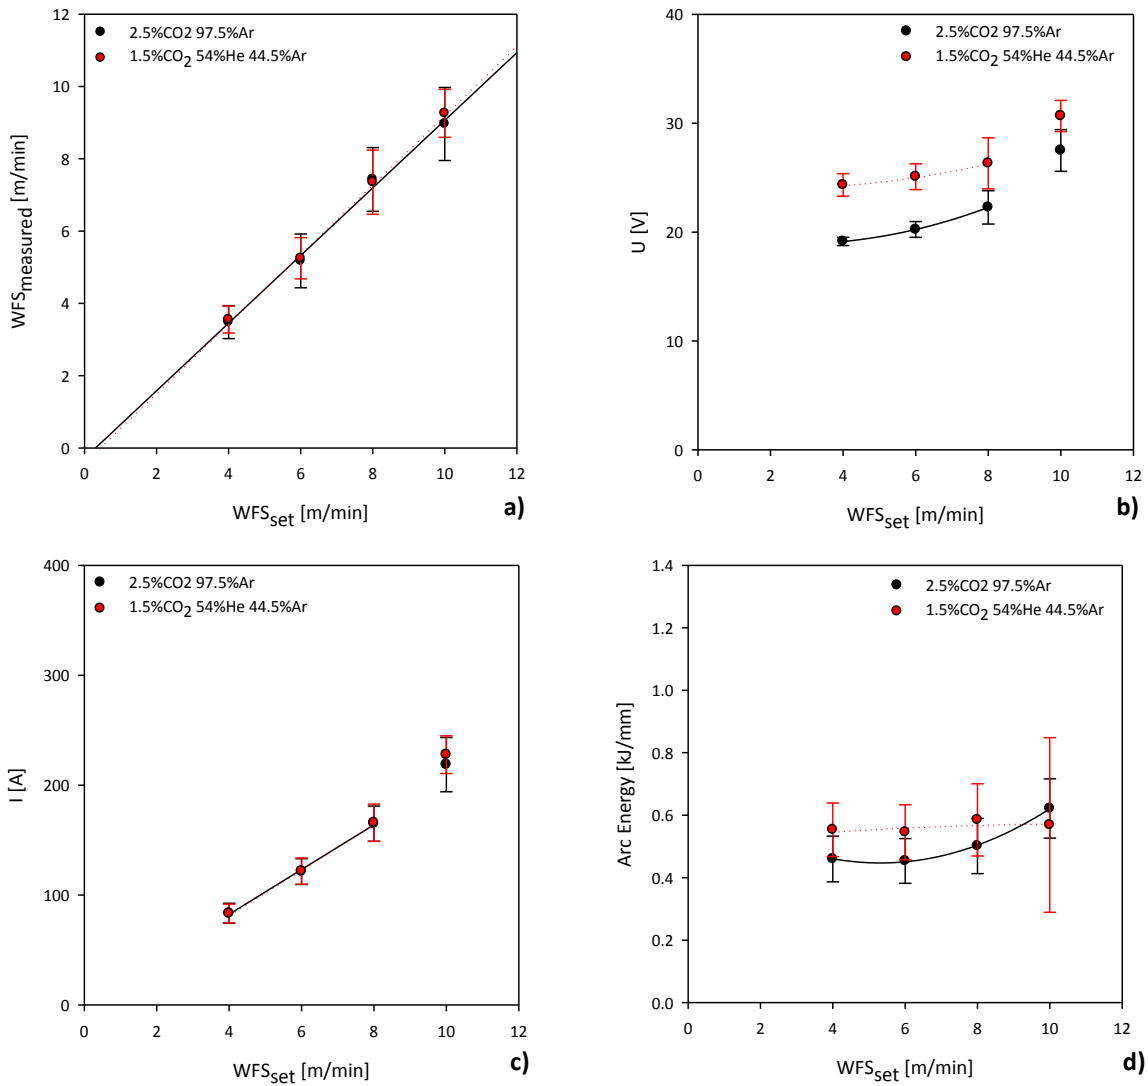 12
10
8
6
4
2
0
WFSmeasured [m/min]
2.5%CO2 97.5%Ar
1.5%CO2 54%He 44.5%Ar
0 2 4 6 8 10 12
WFSset [m/min]
a)
40
30
20
10
0
U [V]
2.5%CO2 97.5%Ar
1.5%CO2 54%He 44.5%Ar
0 2 4 6 8 10 12
WFSset [m/min]
b)
400
300
200
100
0
I [A]
2.5%CO2 97.5%Ar
1.5%CO2 54%He 44.5%Ar
0 2 4 6 8 10 12
WFSset [m/min]
c)
1.4
1.2
1.0
0.8
0.6
0.4
0.2
0.0
Arc Energy [kJ/mm]
2.5%CO2 97.5%Ar
1.5%CO2 54%He 44.5%Ar
0 2 4 6 8 10 12
WFSset [m/min]
d)